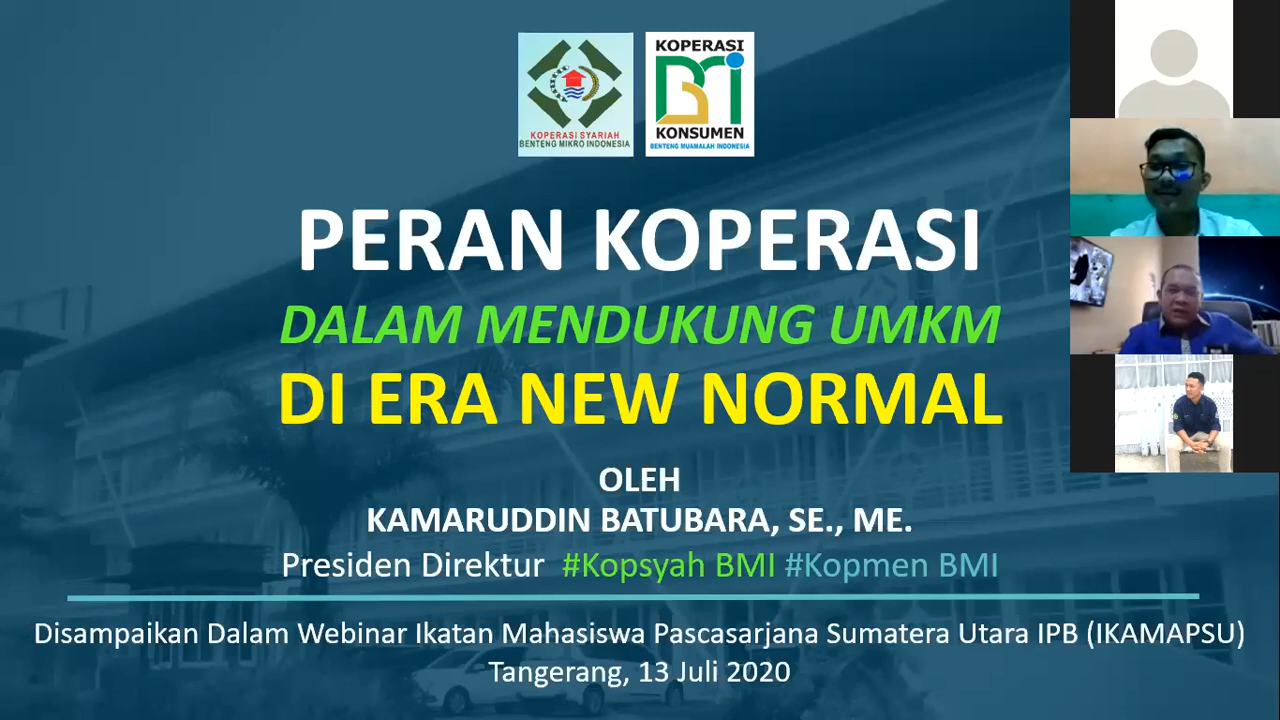 KOPERASI SYARIAH
BENTENG MIKRO INDONESIA
KOPERASI
BMI
KONSUMEN
BENTENG MUAMALAH INDONESIA
PERAN KOPERASI
DALAM MENDUKUNG UMKM
DI ERA NEW NORMAL
OLEH
KAMARUDDIN BATUBARA, SE., ME.
Presiden Direktur #Kopsyah BMI #Kopmen BMI
Disampaikan Dalam Webinar Ikatan Mahasiswa Pascasarjana Sumatera Utara IPB (IKAMAPSU)
Tangerang, 13 Juli 2020